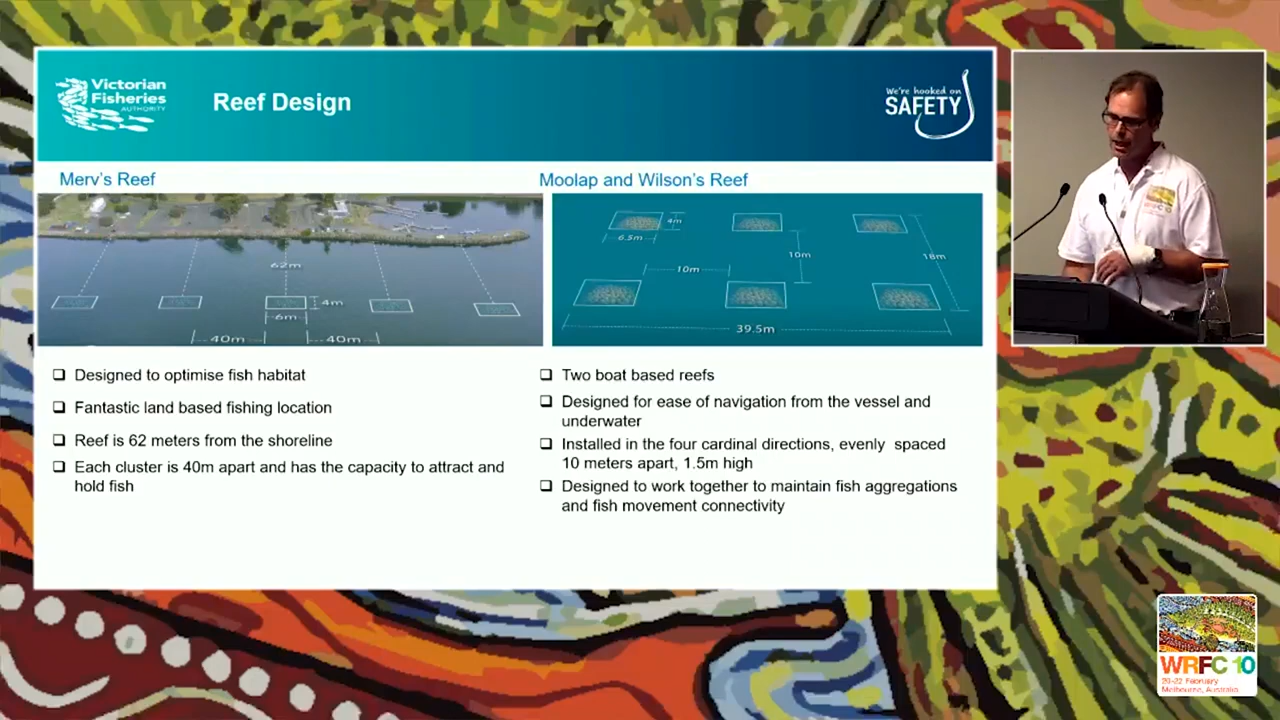 Victorian
Fisheries
AUTHORITY
Reef Design
We're hooked on
SAFETY
Merv's Reef
62m
4m
6m
40m
40m
Moolap and Wilson's Reef
4m
6.5m
10m
10m
18m
39.5m
Designed to optimise fish habitat
Fantastic land based fishing location
Reef is 62 meters from the shoreline
Each cluster is 40m apart and has the capacity to attract and
hold fish
Two boat based reefs
Designed for ease of navigation from the vessel and
underwater
Installed in the four cardinal directions, evenly spaced
10 meters apart, 1.5m high
Designed to work together to maintain fish aggregations
and fish movement connectivity
WRFC 10
WRFC 10
February
Melbourne, Australia